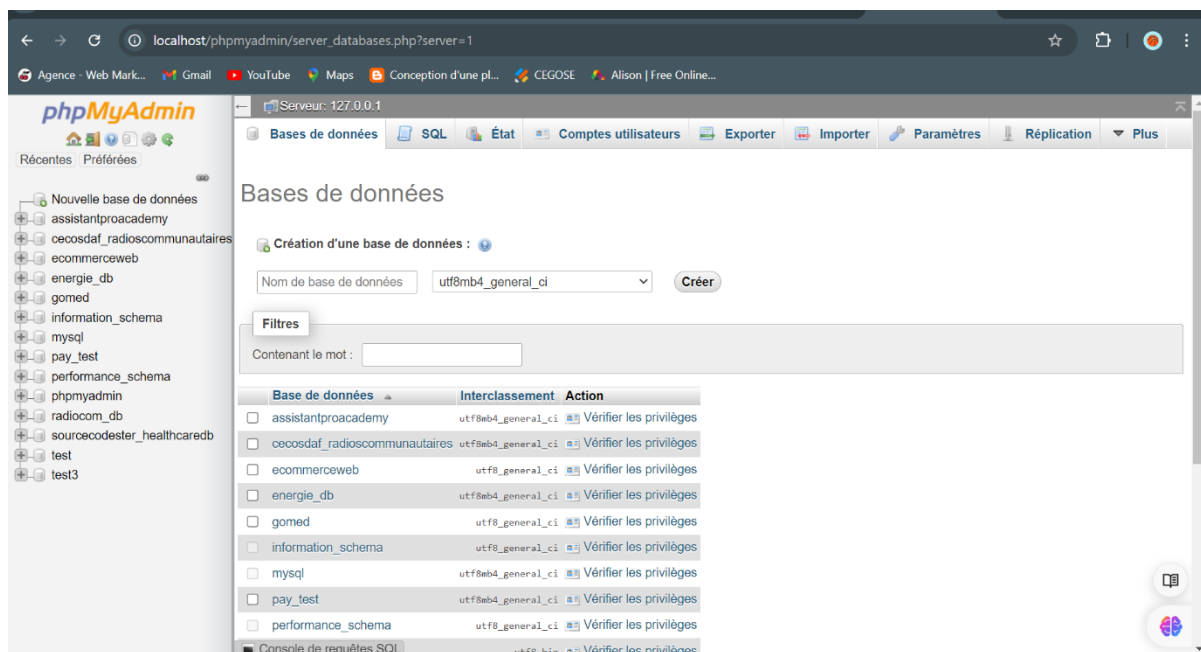 localhost/phpmyadmin/server_databases.php?server=1
Agence - Web Mark... Gmail YouTube Maps Conception d'une pl... CEGOSE Alison | Free Online...
phpMyAdmin
Récentes Préférées
Nouvelle base de données
assistantproacademy
cecosdaf_radioscommunautaires
ecommerceweb
energie_db
gomed
information_schema
mysql
pay_test
performance_schema
phpmyadmin
radiocom_db
sourcecodester_healthcaredb
test
test3
Serveur: 127.0.0.1
Bases de données SQL État Comptes utilisateurs Exporter Importer Paramètres Réplication Plus
Bases de données
Création d'une base de données :
Nom de base de données utf8mb4_general_ci Créer
Filtres
Contenant le mot :
Base de données Interclassement Action
assistantproacademy utf8mb4_general_ci Vérifier les privilèges
cecosdaf_radioscommunautaires utf8mb4_general_ci Vérifier les privilèges
ecommerceweb utf8_general_ci Vérifier les privilèges
energie_db utf8mb4_general_ci Vérifier les privilèges
gomed utf8_general_ci Vérifier les privilèges
information_schema utf8_general_ci Vérifier les privilèges
mysql utf8mb4_general_ci Vérifier les privilèges
pay_test utf8mb4_general_ci Vérifier les privilèges
performance_schema utf8_general_ci Vérifier les privilèges
Console de requêtes SQL utf8_bin Vérifier les privilèges